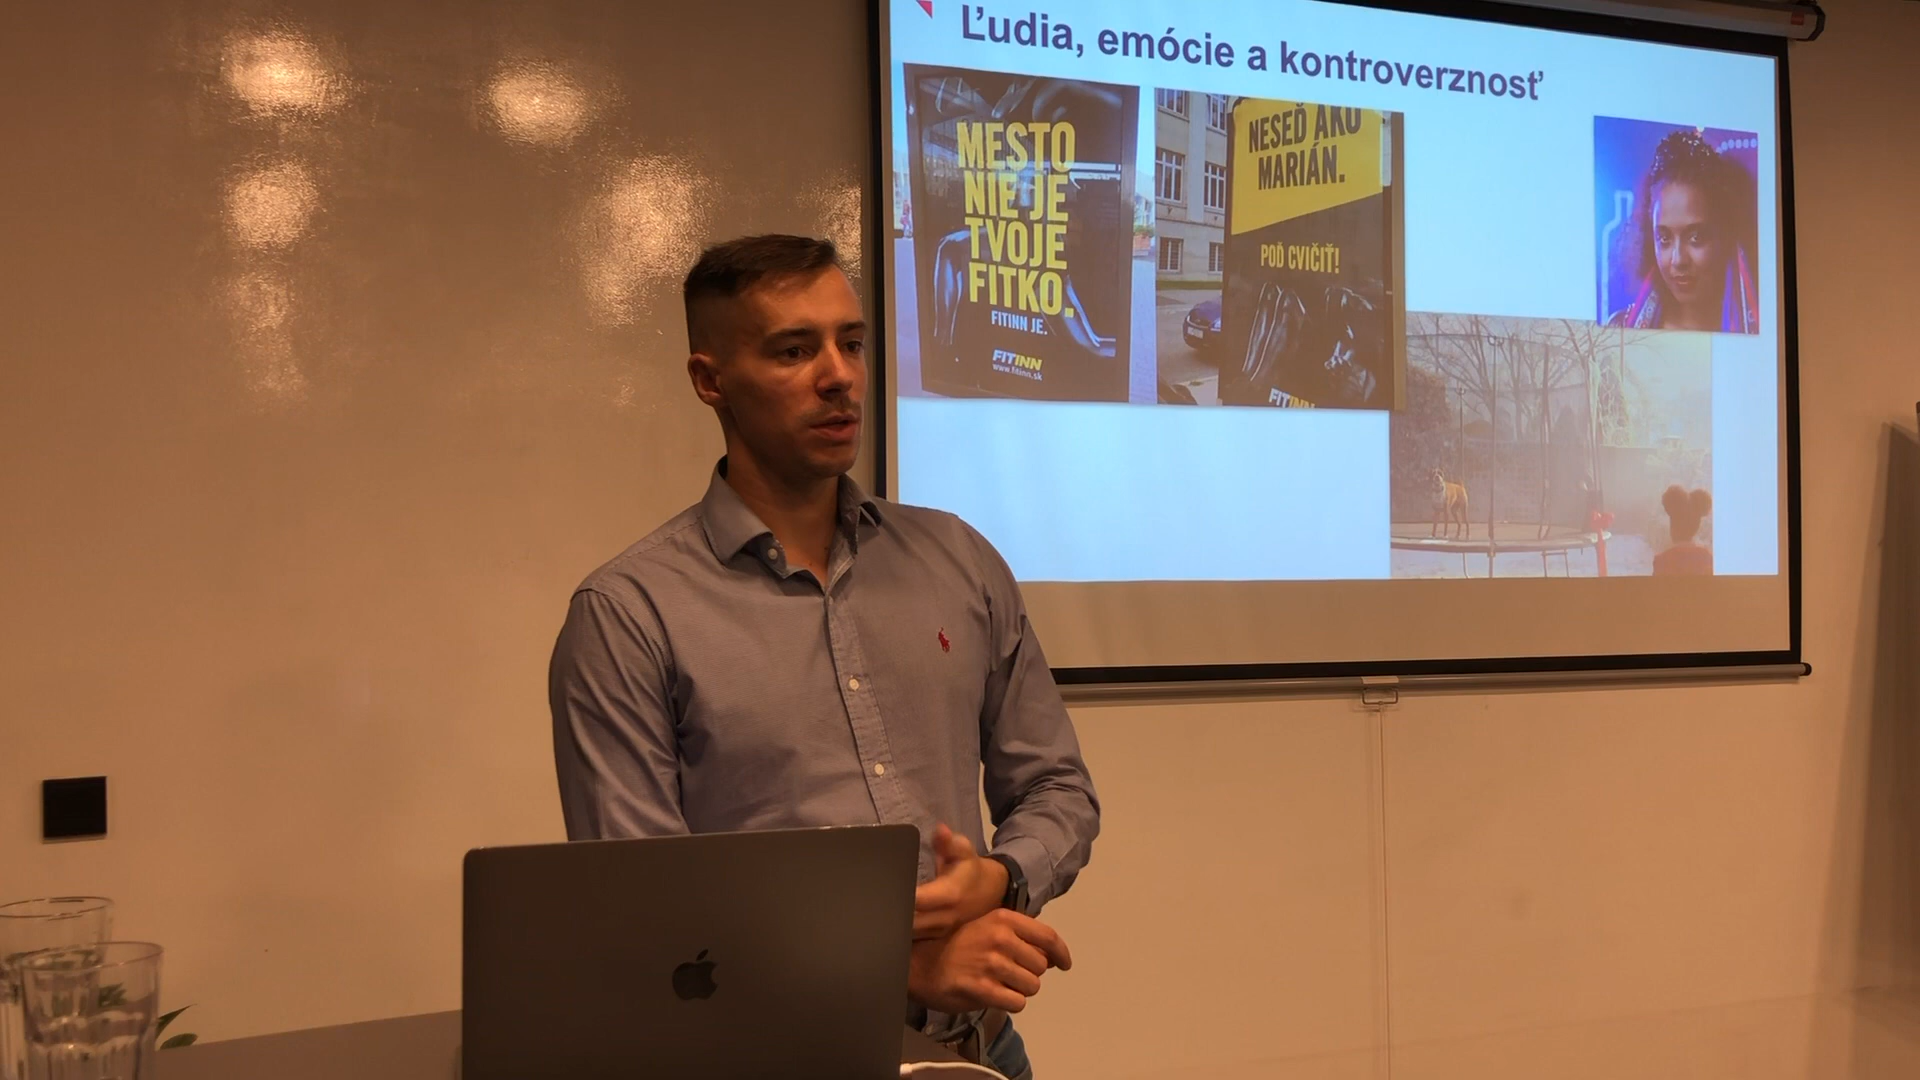 Ľudia, emócie a kontroverznosť
MESTO
NIE JE
TVOJE
FITKO.
FITINN JE.
FITINN
www.fitinn.sk
NESEĎ AKO
MARIÁN.
POĎ CVIČIŤ!
FITINN